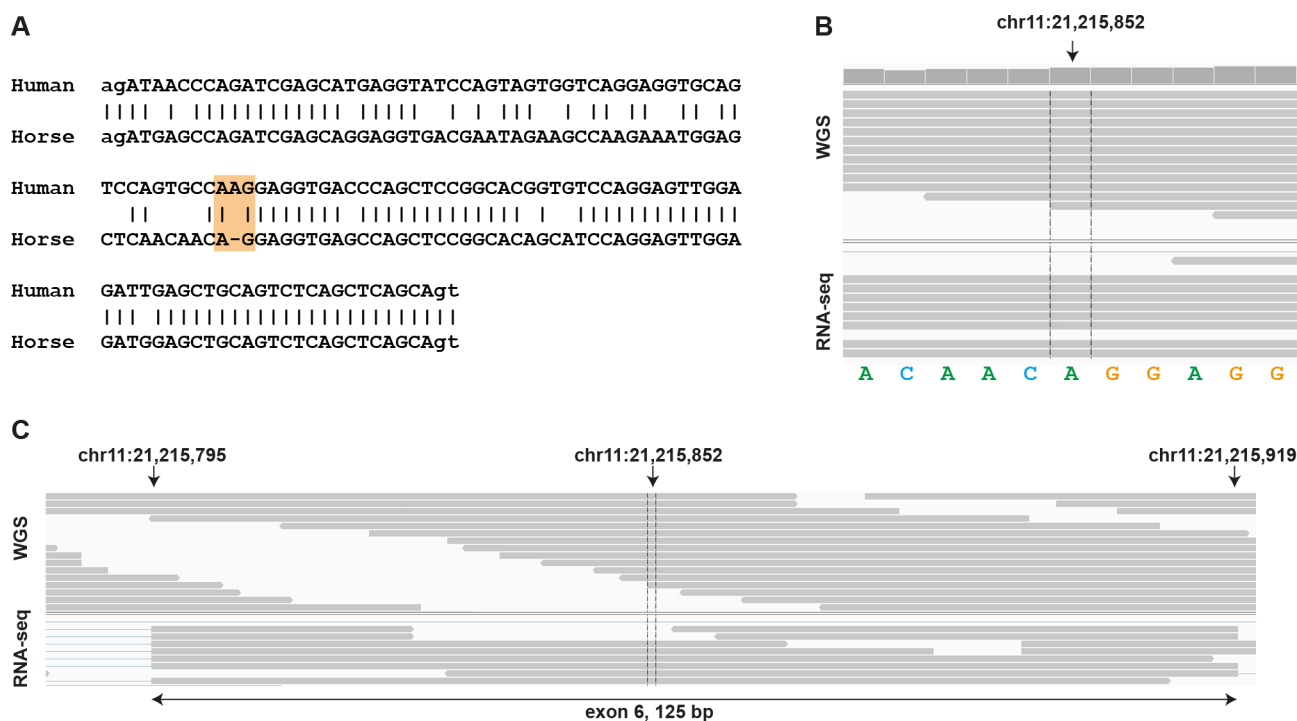 A
Human agATAACCCAGATCGAGCATGAGGTATCCAGTAGTGGTCAGGAGGTGCAG
Horse agATGAGCCAGATCGAGCAGGAGGTGACGAATAGAAGCCAAGAAATGGAG
Human TCCAGTGCCAAGGAGGTGACCCAGCTCCGGCACGGTGTCCAGGAGTTGGA
Horse CTCAACAACA-GGAGGTGAGCCAGCTCCGGCACAGCATCCAGGAGTTGGA
Human GATTGAGCTGCAGTCTCAGCTCAGCAgt
Horse GATGGAGCTGCAGTCTCAGCTCAGCAgt
B
chr11:21,215,852
WGS
RNA-seq
A C A A C A G G A G G
C
chr11:21,215,795 chr11:21,215,852 chr11:21,215,919
WGS
RNA-seq
exon 6, 125 bp